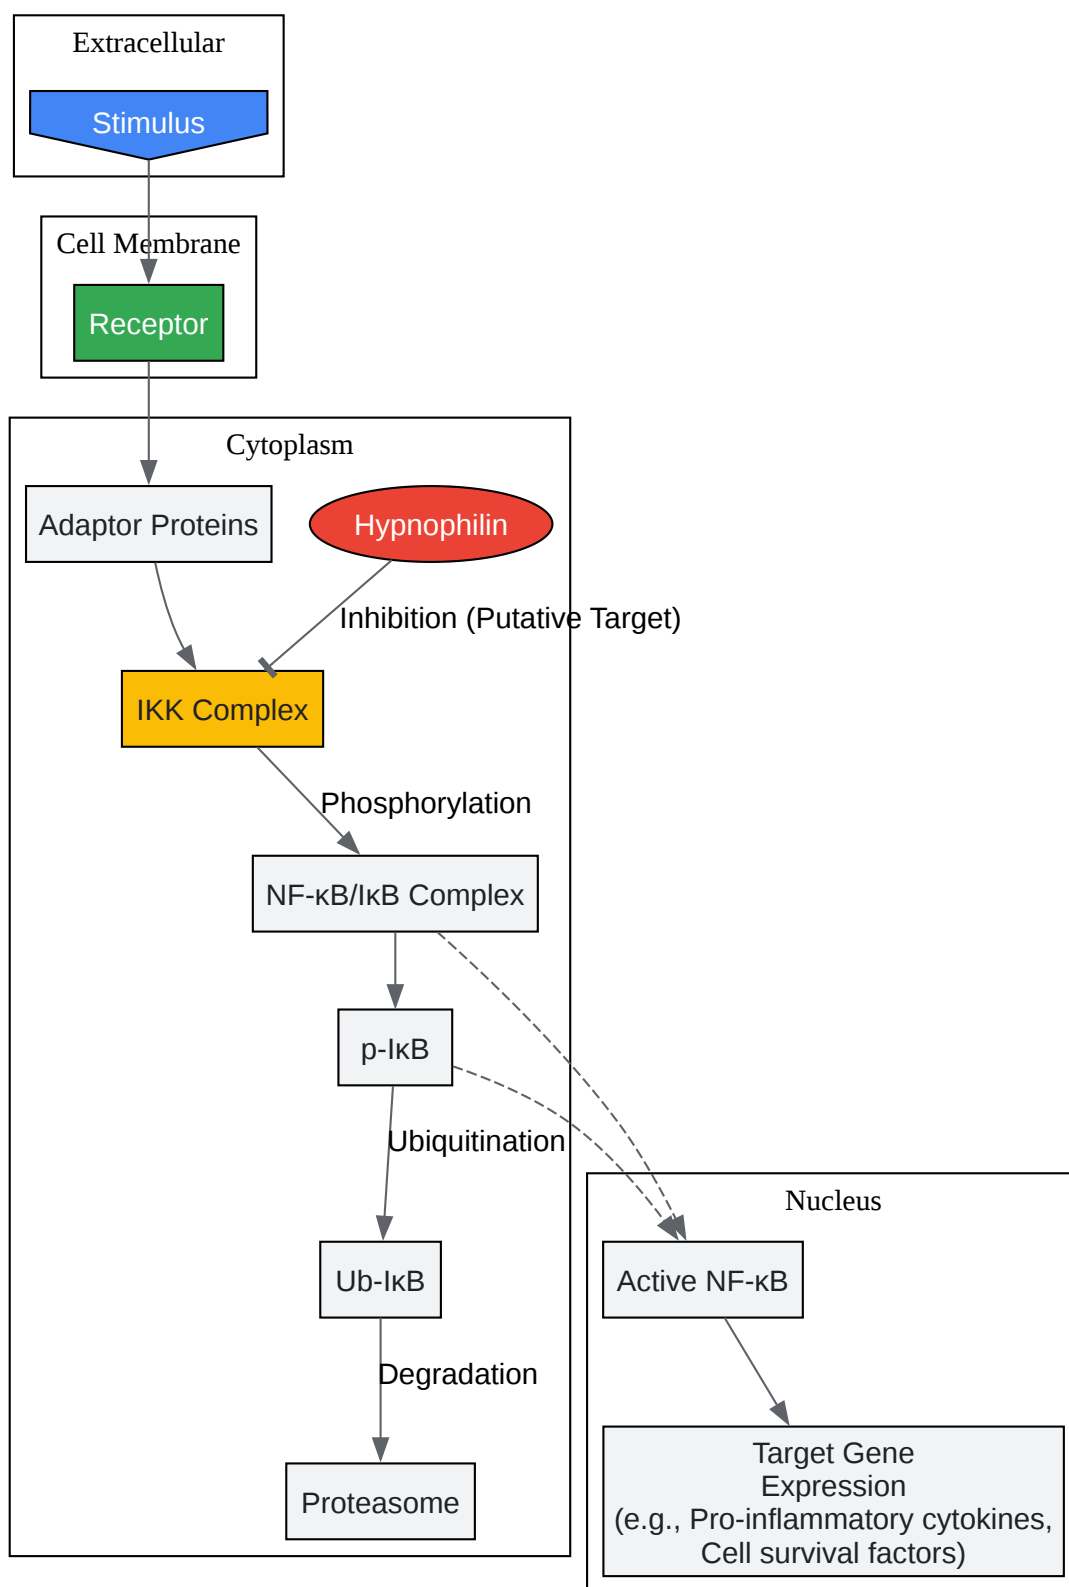 Extracellular
Stimulus
Cell Membrane
Receptor
Cytoplasm
Adaptor Proteins
Hypnophilin
Inhibition (Putative Target)
IKK Complex
Phosphorylation
NF-κB/IκB Complex
p-IκB
Ubiquitination
Nucleus
Ub-IκB
Active NF-κB
Degradation
Target Gene
Expression
(e.g., Pro-inflammatory cytokines,
Cell survival factors)
Proteasome